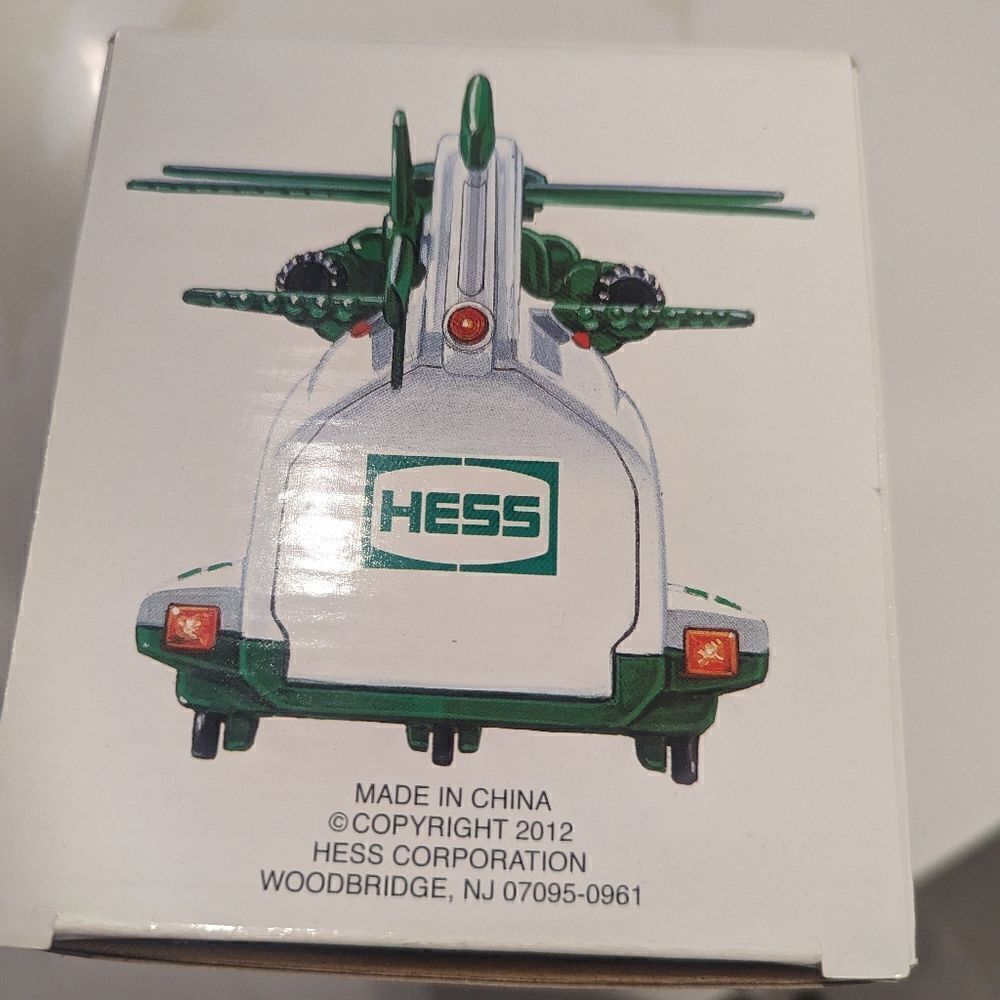 HESS
MADE IN CHINA
©COPYRIGHT 2012
HESS CORPORATION
WOODBRIDGE, NJ 07095-0961